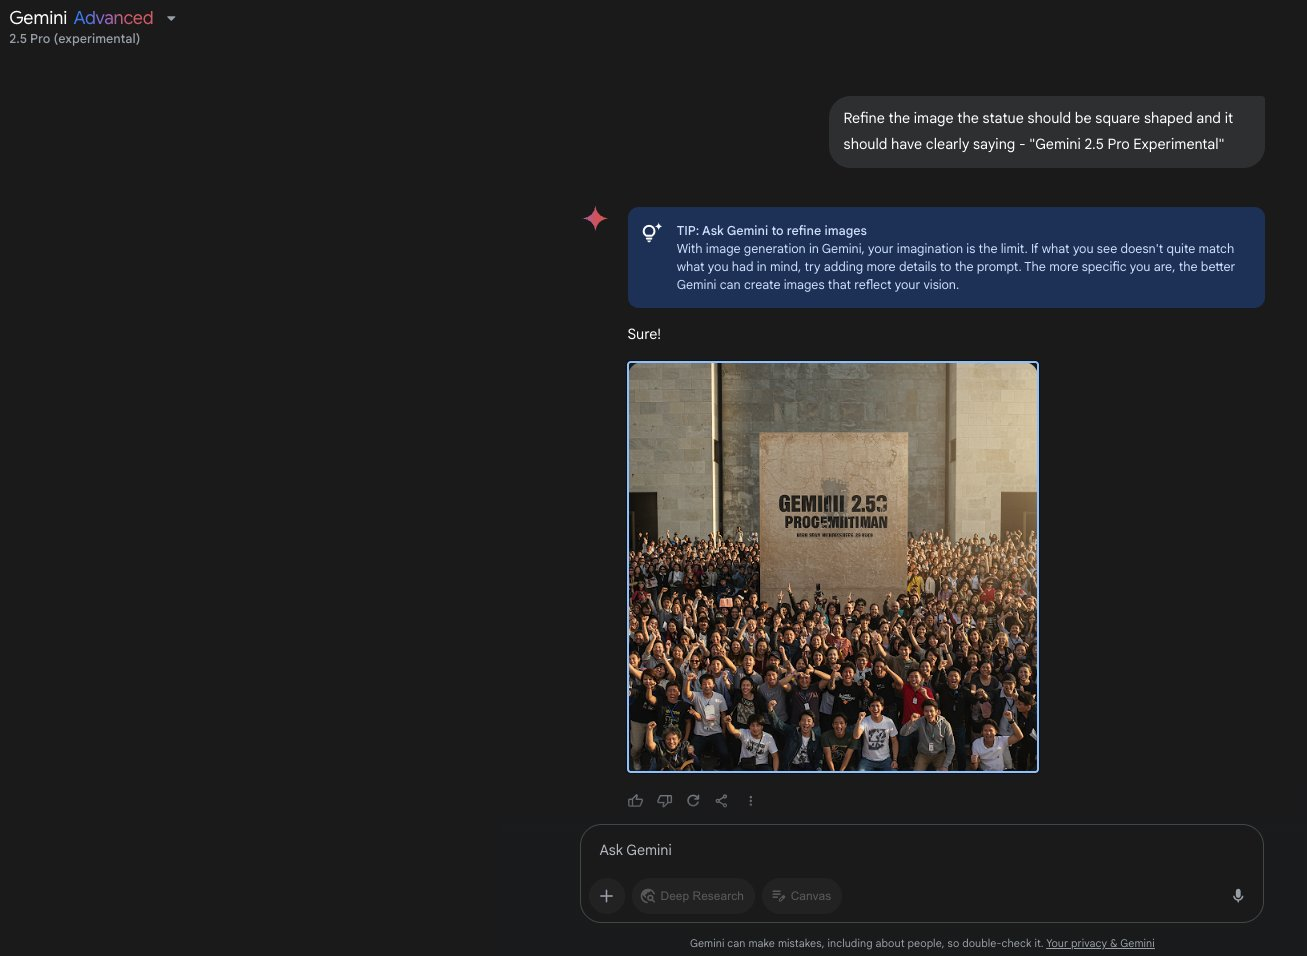 Gemini Advanced
2.5 Pro (experimental)
Refine the image the statue should be square shaped and it
should have clearly saying - "Gemini 2.5 Pro Experimental"
TIP: Ask Gemini to refine images
With image generation in Gemini, your imagination is the limit. If what you see doesn't quite match
what you had in mind, try adding more details to the prompt. The more specific you are, the better
Gemini can create images that reflect your vision.
Sure!
Ask Gemini
Deep Research
Canvas
Gemini can make mistakes, including about people, so double-check it. Your privacy & Gemini